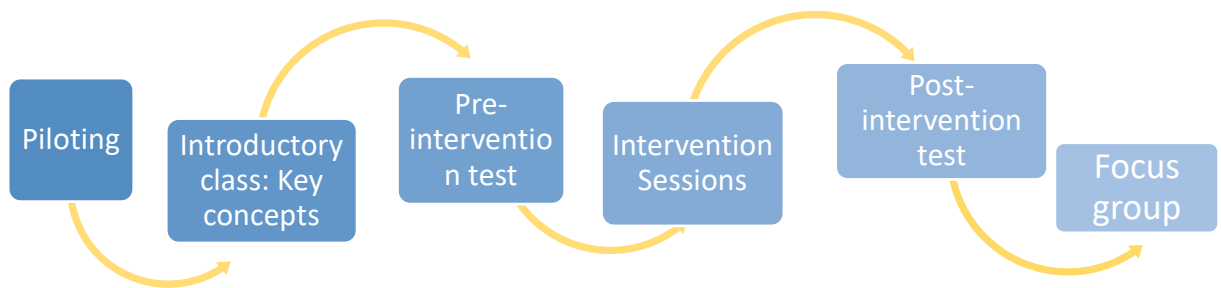 Piloting
Introductory
class: Key
concepts
Pre-
interventio
n test
Intervention
Sessions
Post-
intervention
test
Focus
group